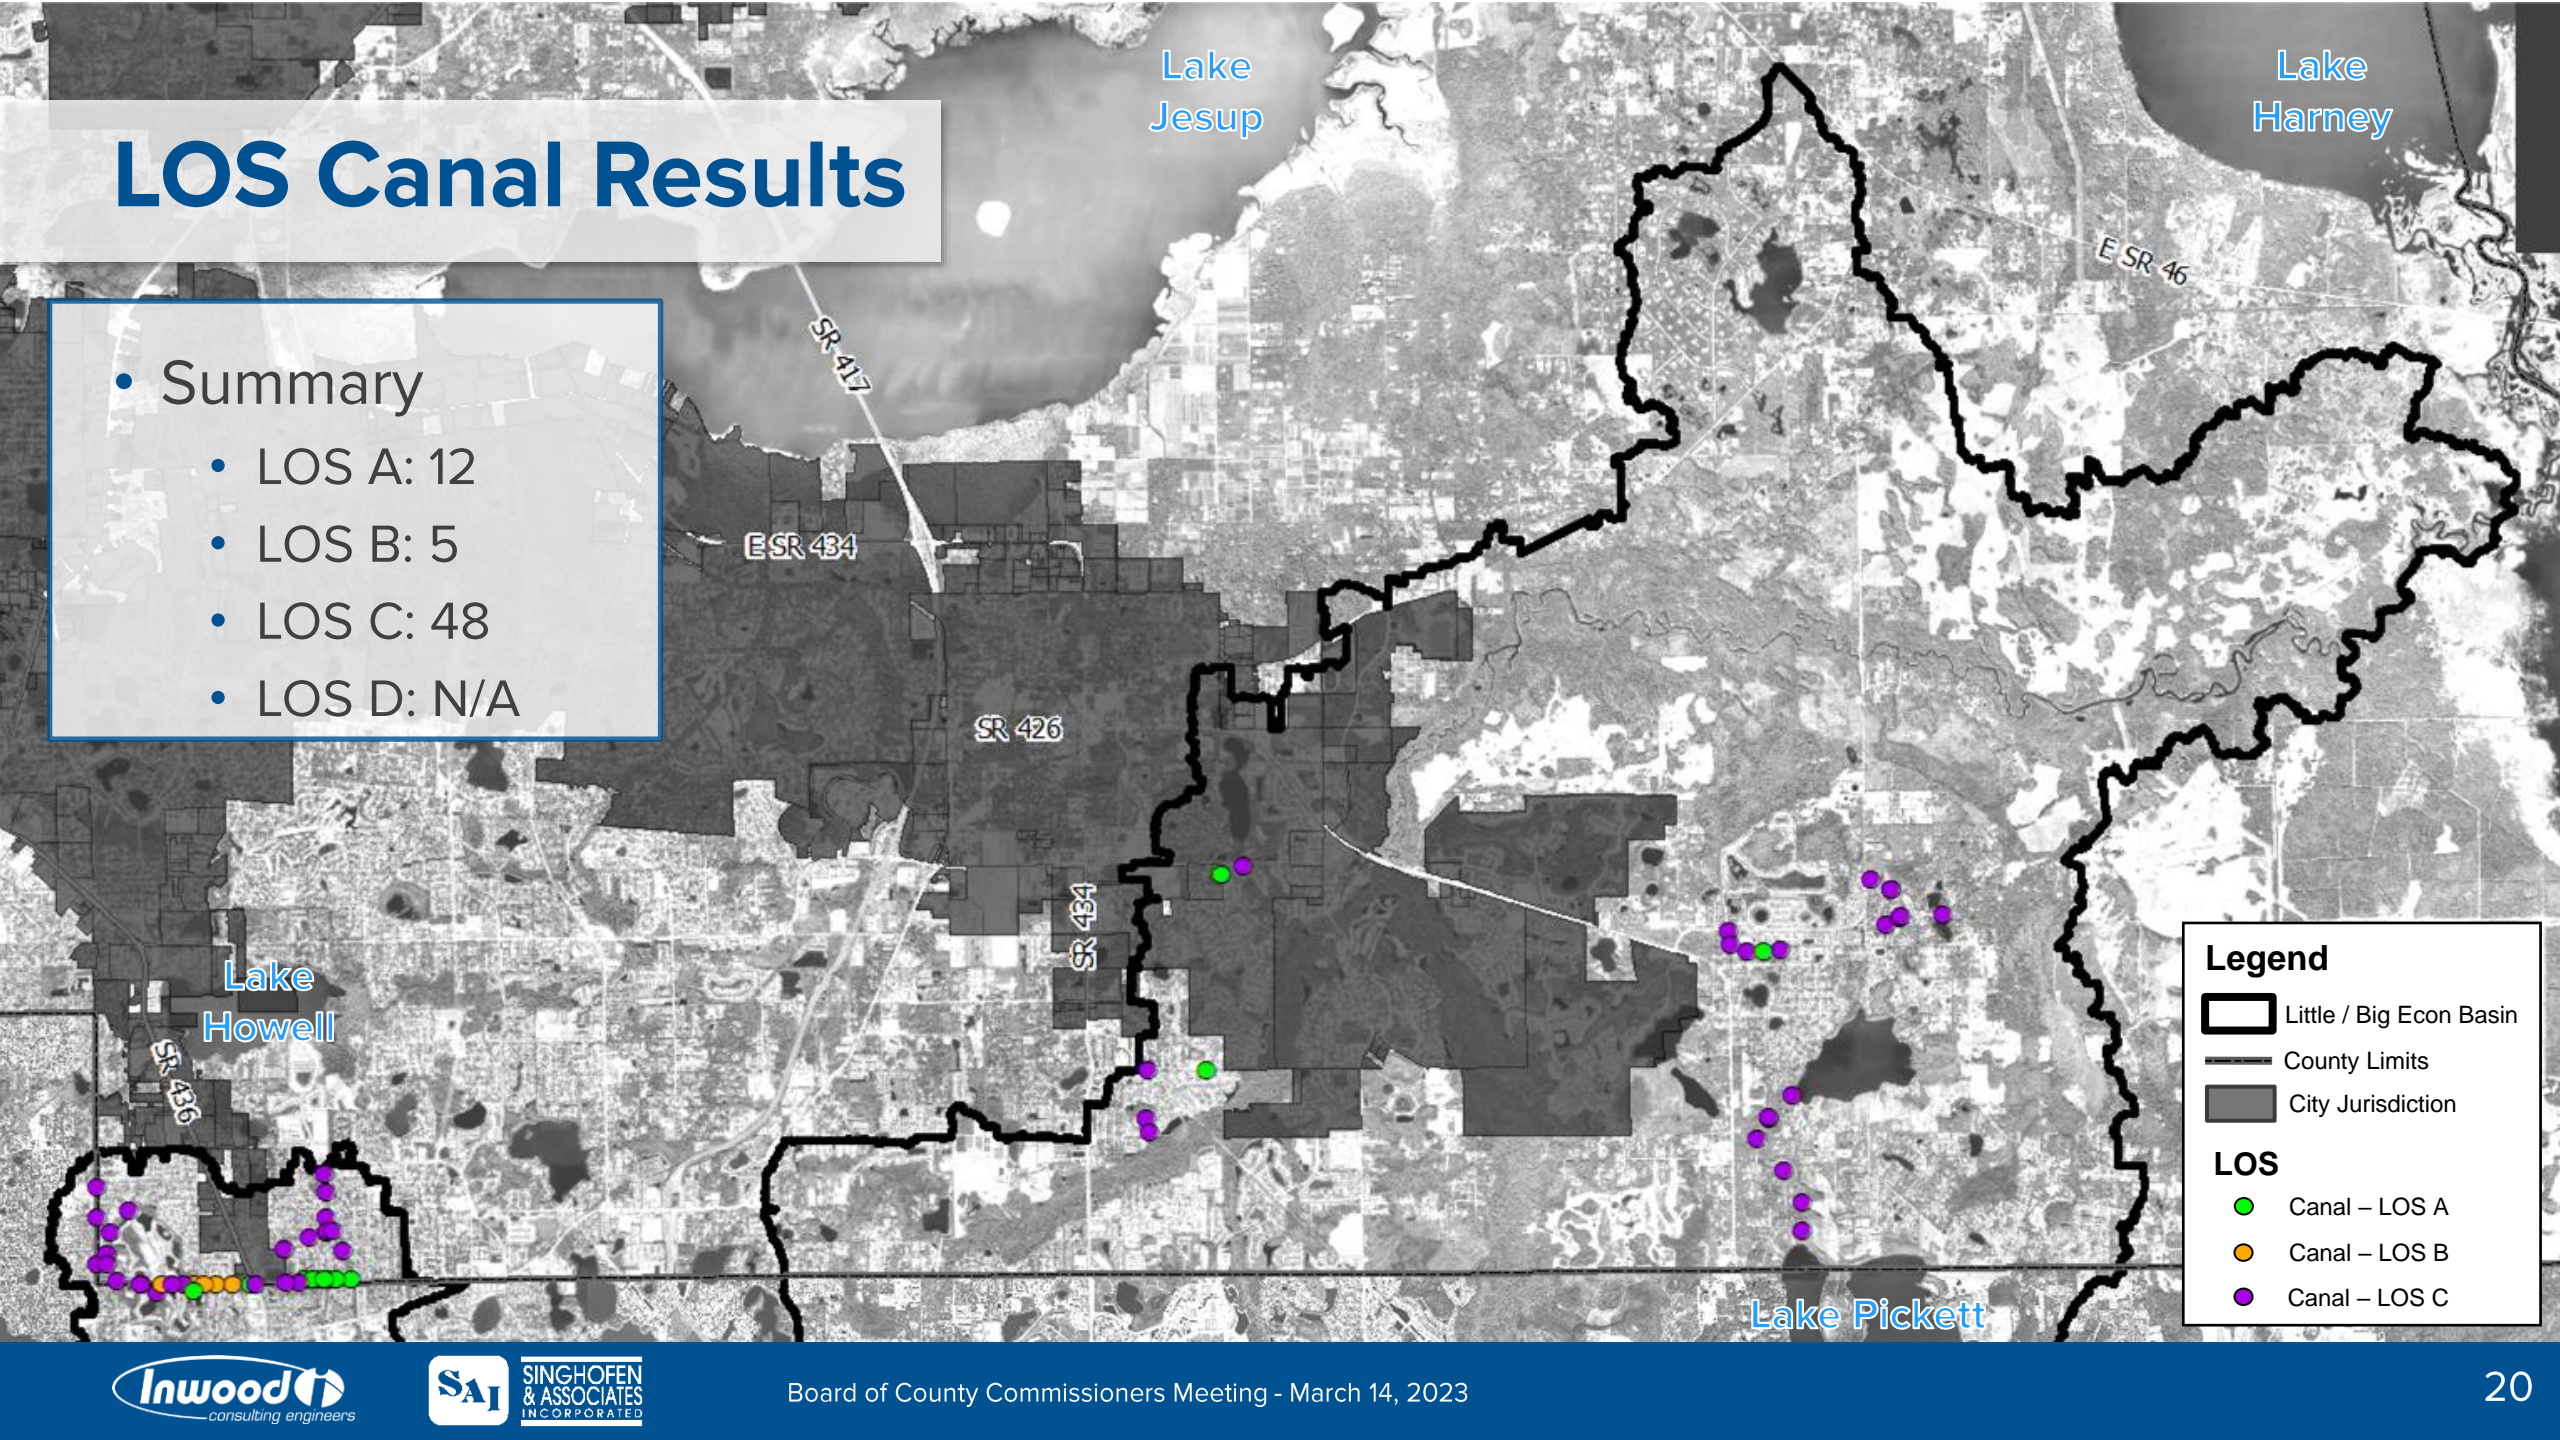 LOS Canal Results
• Summary
• LOS A: 12
• LOS B: 5
• LOS C: 48
• LOS D: N/A
Lake
Jesup
Lake
Harney
E SR 46
SR 417
E SR 434
SR 426
SR 434
Lake
Howell
SR 436
Lake Pickett
Legend
Little / Big Econ Basin
County Limits
City Jurisdiction
LOS
Canal – LOS A
Canal – LOS B
Canal – LOS C
Inwood
consulting engineers
SAI
SINGHOFEN
& ASSOCIATES
INCORPORATED
Board of County Commissioners Meeting - March 14, 2023
20